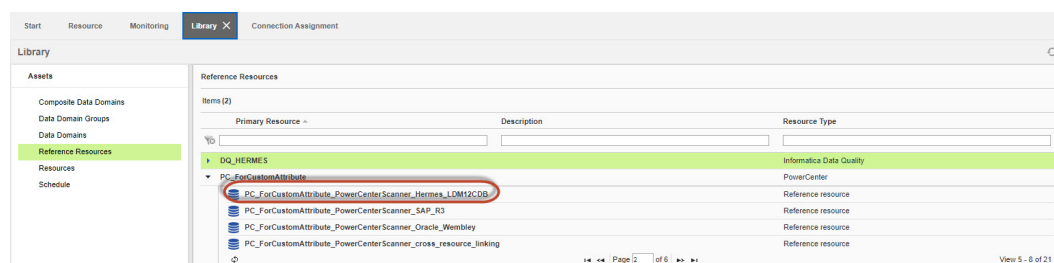 Start Resource Monitoring Library X Connection Assignment
Library
Assets
Reference Resources
Composite Data Domains
Items (2)
Data Domain Groups
Primary Resource Description Resource Type
Data Domains
Reference Resources
DQ_HERMES Informatica Data Quality
Resources
PC_ForCustomAttribute PowerCenter
Schedule
PC_ForCustomAttribute_PowerCenterScanner_Hermes_LDM12CDB Reference resource
PC_ForCustomAttribute_PowerCenterScanner_SAP_R3 Reference resource
PC_ForCustomAttribute_PowerCenterScanner_Oracle_Wembley Reference resource
PC_ForCustomAttribute_PowerCenterScanner_cross_resource_linking Reference resource
Page 2 of 6 View 5 - 8 of 21